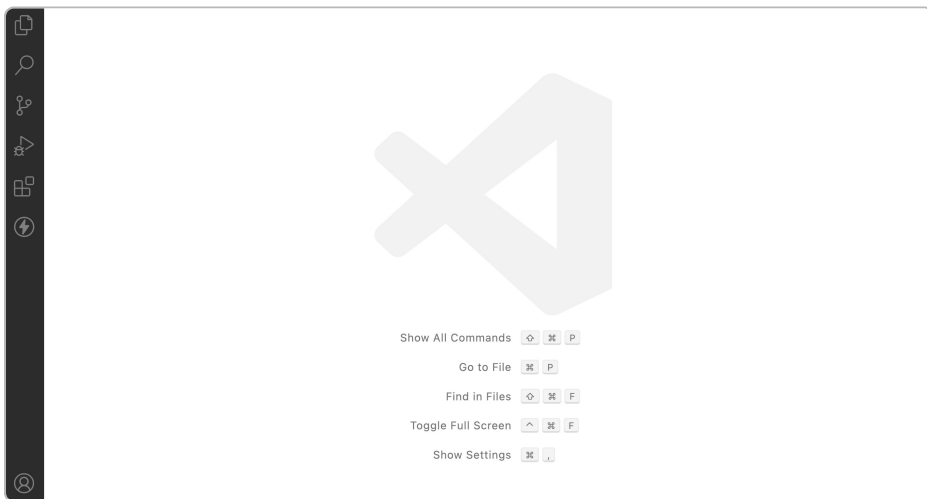 Show All Commands ⇧ ⌘ P
Go to File ⌘ P
Find in Files ⇧ ⌘ F
Toggle Full Screen ^ ⌘ F
Show Settings ⌘ ,